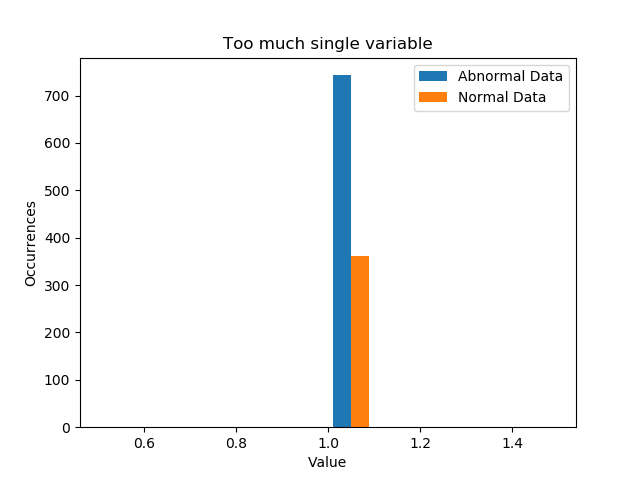 Too much single variable
Abnormal Data
Normal Data
700
600
500
400
300
200
100
0
Occurrences
0.6 0.8 1.0 1.2 1.4
Value